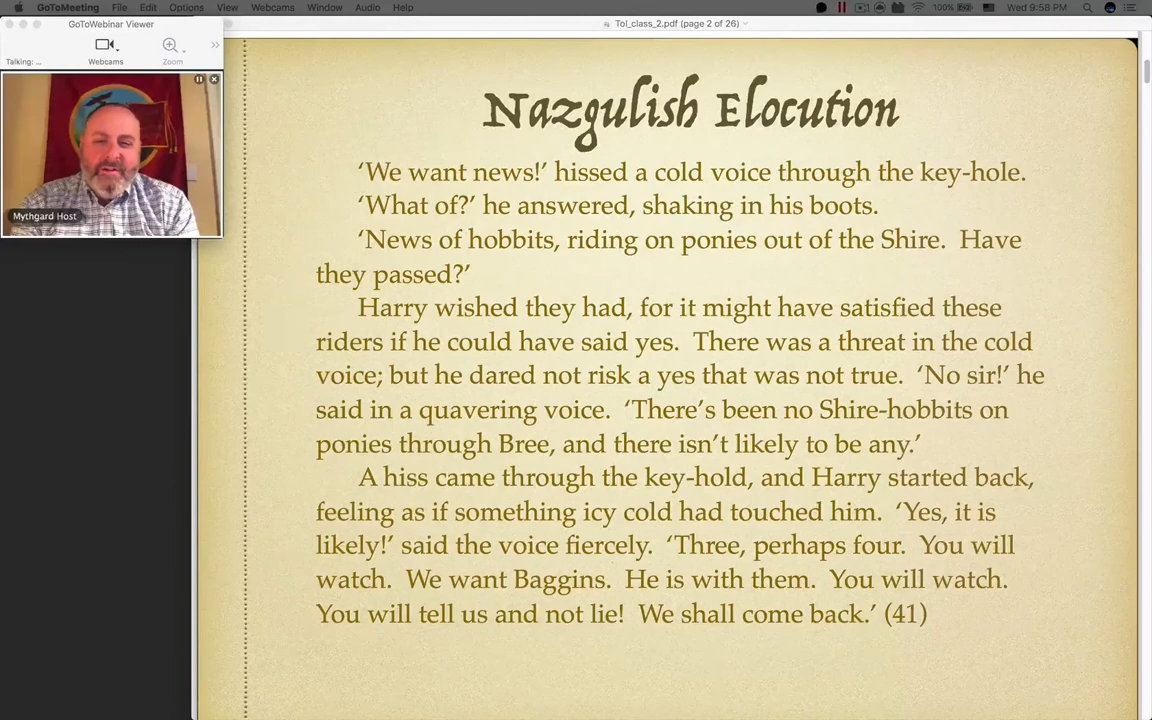 GoToMeeting File Edit Options View Webcams Window Audio Help 100% Wed 9:58 PM
GoToWebinar Viewer
ToI_class_2.pdf (page 2 of 26)
Talking: ... Webcams Zoom
Mythgard Host
Nazgulish Elocution
‘We want news!’ hissed a cold voice through the key-hole.
‘What of?’ he answered, shaking in his boots.
‘News of hobbits, riding on ponies out of the Shire. Have
they passed?’
Harry wished they had, for it might have satisfied these
riders if he could have said yes. There was a threat in the cold
voice; but he dared not risk a yes that was not true. ‘No sir!’ he
said in a quavering voice. ‘There’s been no Shire-hobbits on
ponies through Bree, and there isn’t likely to be any.’
A hiss came through the key-hold, and Harry started back,
feeling as if something icy cold had touched him. ‘Yes, it is
likely!’ said the voice fiercely. ‘Three, perhaps four. You will
watch. We want Baggins. He is with them. You will watch.
You will tell us and not lie! We shall come back.’ (41)